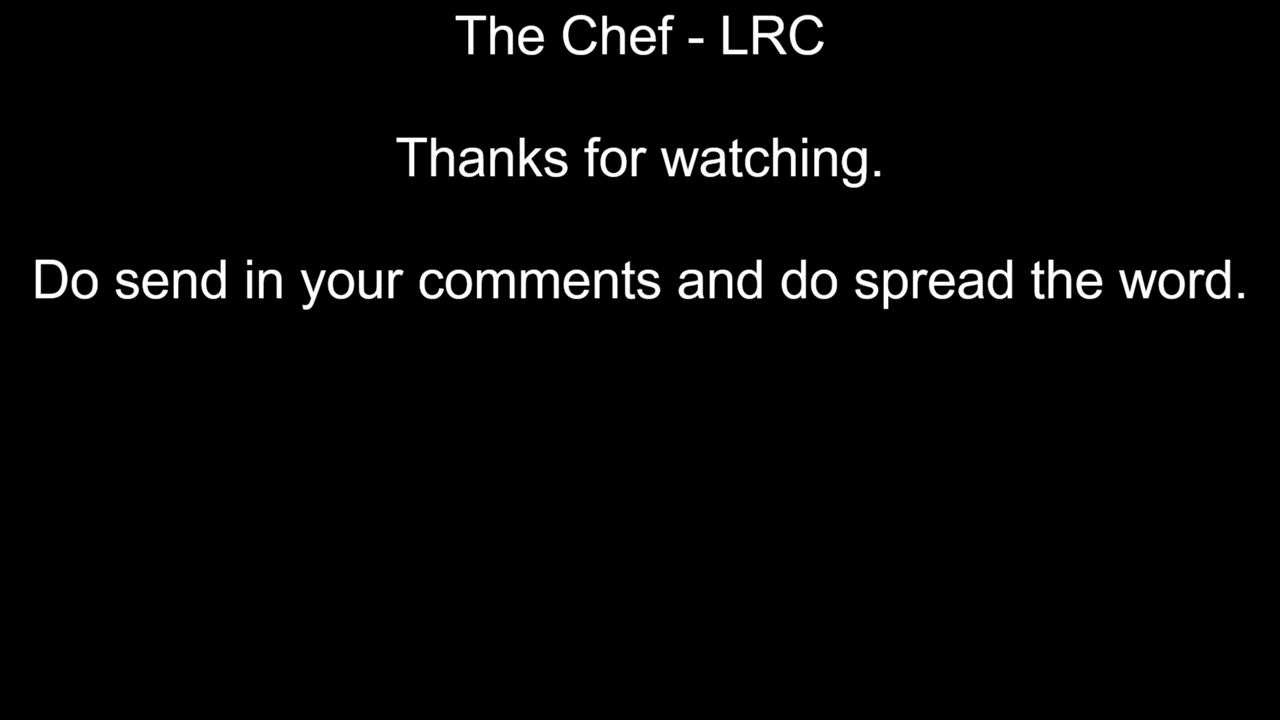 The Chef - LRC
Thanks for watching.
Do send in your comments and do spread the word.